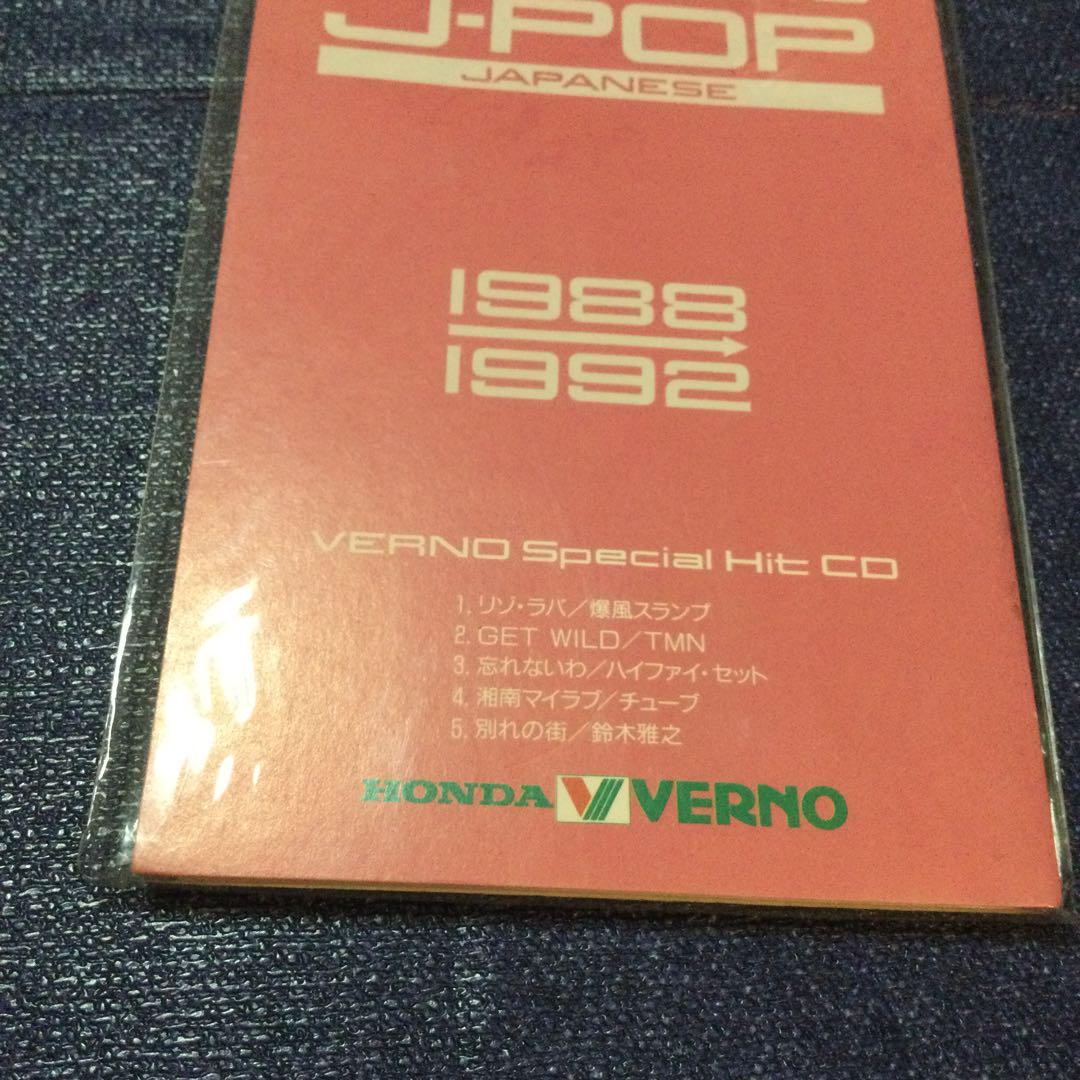 J-POP
JAPANESE
1988
1992
VERNO Special Hit CD
1. リゾ・ラバ/爆風スランプ
2. GET WILD/TMN
3. 忘れないわ/ハイファイ・セット
4. 湘南マイラブ/チューブ
5. 別れの街/鈴木雅之
HONDA VERNO